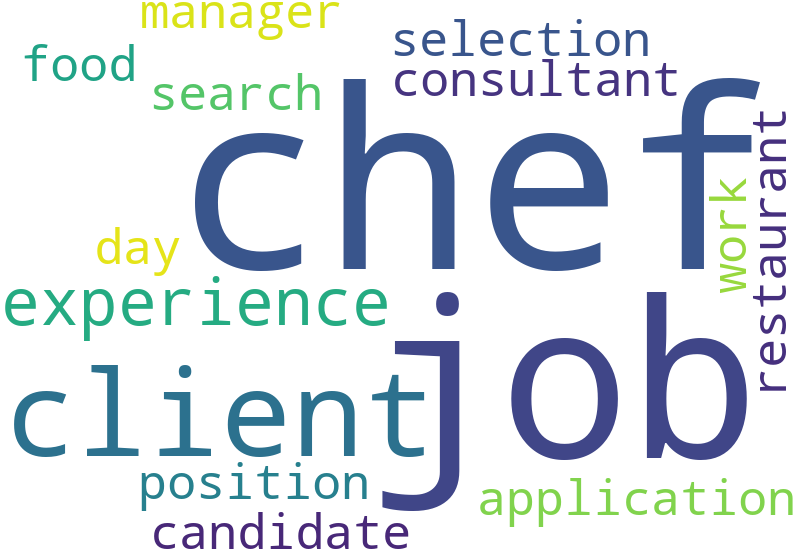 manager
selection
food
consultant
search
chef
restaurant
work
day
experience
job
client
position
application
candidate